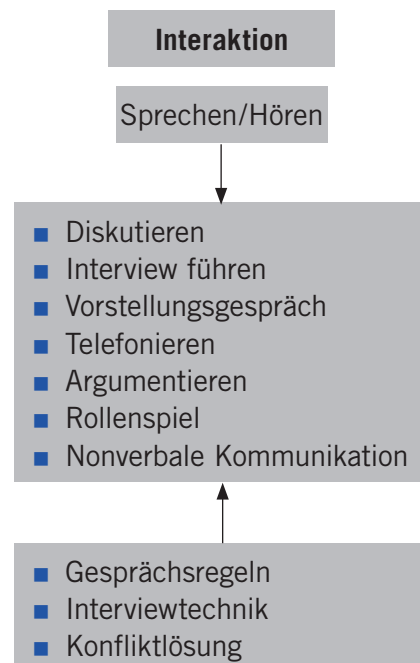 Interaktion
Sprechen/Hören
■ Diskutieren
■ Interview führen
■ Vorstellungsgespräch
■ Telefonieren
■ Argumentieren
■ Rollenspiel
■ Nonverbale Kommunikation
■ Gesprächsregeln
■ Interviewtechnik
■ Konfliktlösung